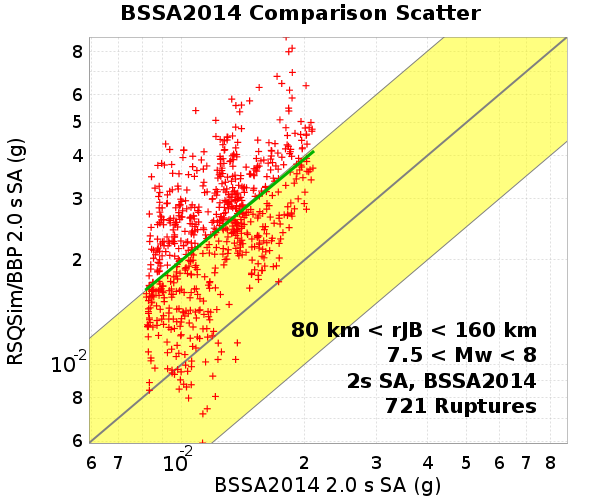 BSSA2014 Comparison Scatter
RSQSim/BBP 2.0 s SA (g)
8
6
5
4
3
2
10-2
8
6
80 km < rJB < 160 km
7.5 < Mw < 8
2s SA, BSSA2014
721 Ruptures
6 7 10-2 2 3 4 5 6 7 8
BSSA2014 2.0 s SA (g)